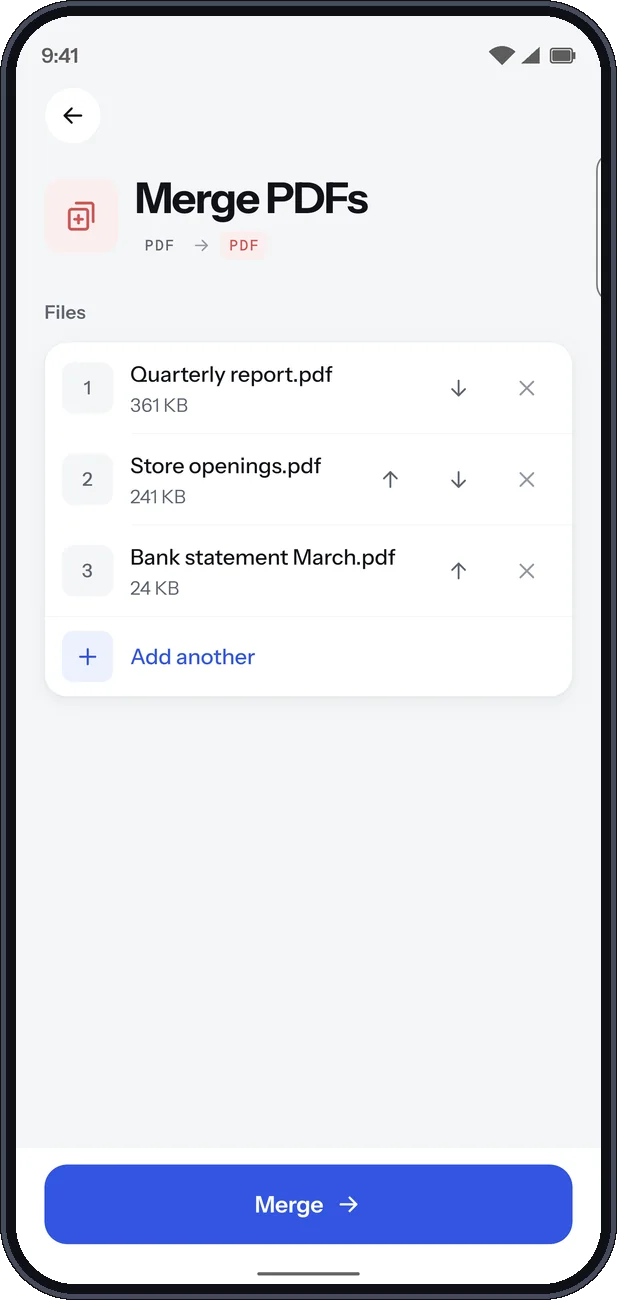 9:41
Merge PDFs
PDF → PDF
Files
1
Quarterly report.pdf
361 KB
2
Store openings.pdf
241 KB
3
Bank statement March.pdf
24 KB
Add another
Merge →